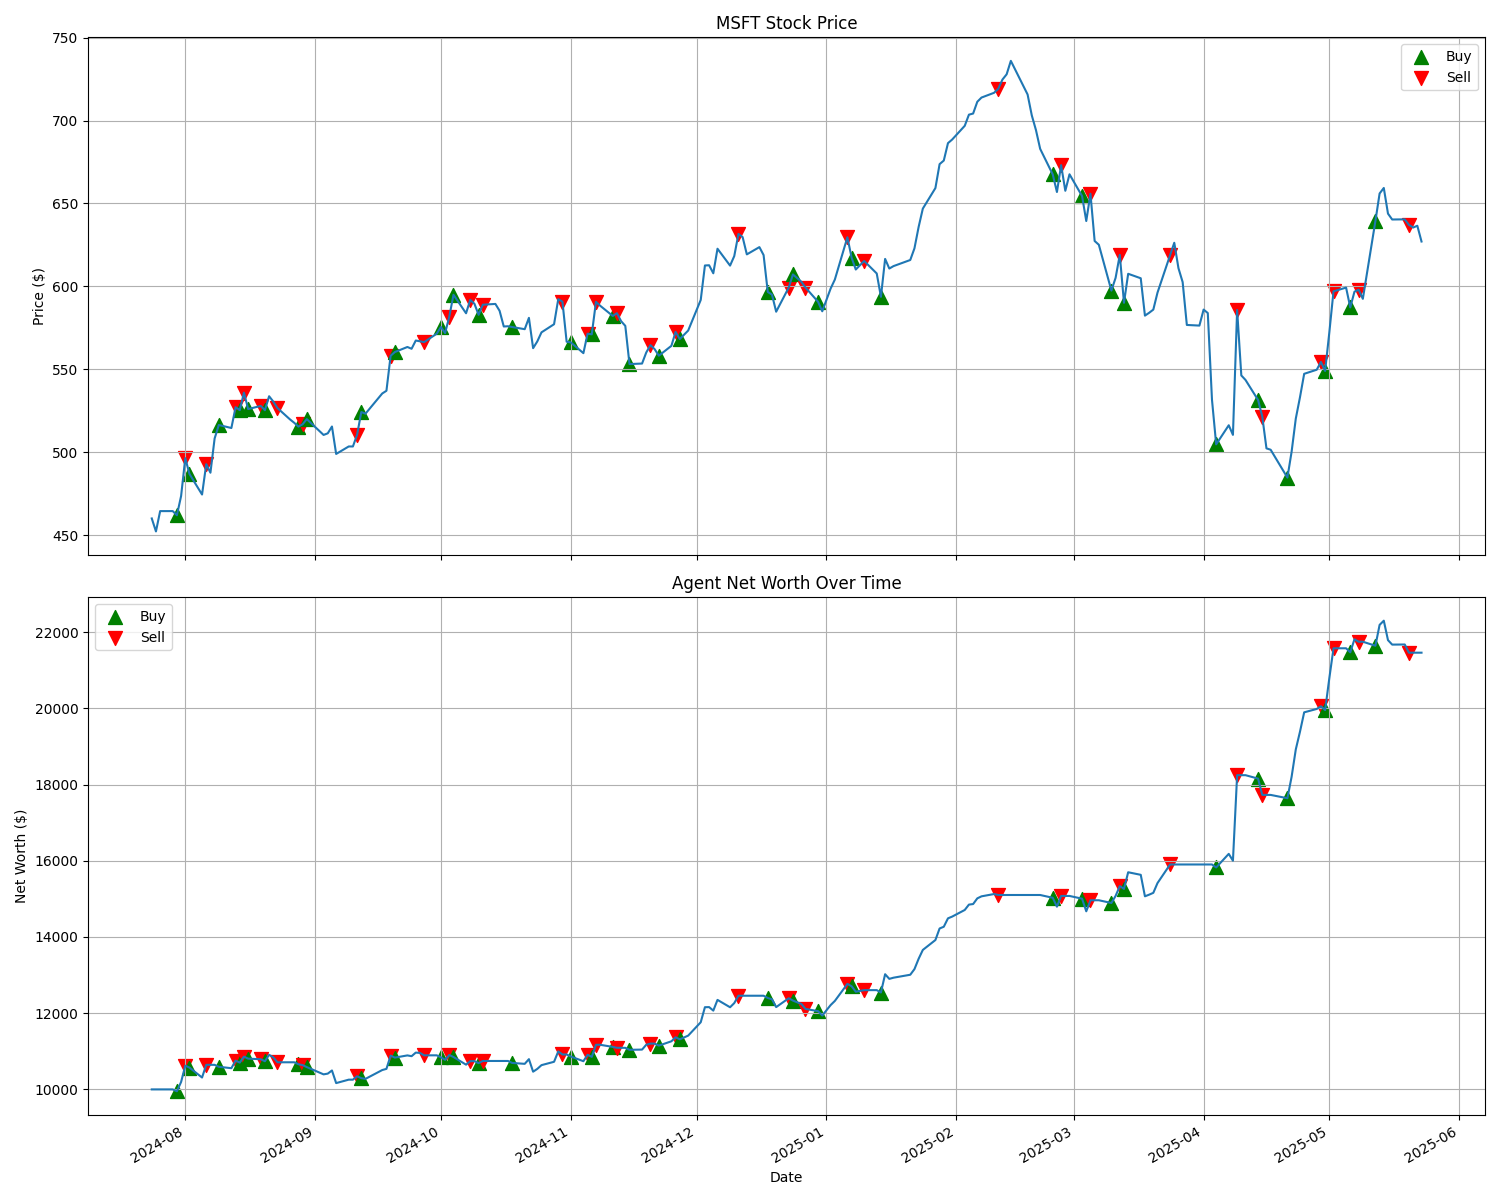 MSFT Stock Price
Price ($)
750
700
650
600
550
500
450
Buy
Sell
Agent Net Worth Over Time
Net Worth ($)
22000
20000
18000
16000
14000
12000
10000
Buy
Sell
2024-08
2024-09
2024-10
2024-11
2024-12
2025-01
2025-02
2025-03
2025-04
2025-05
2025-06
Date